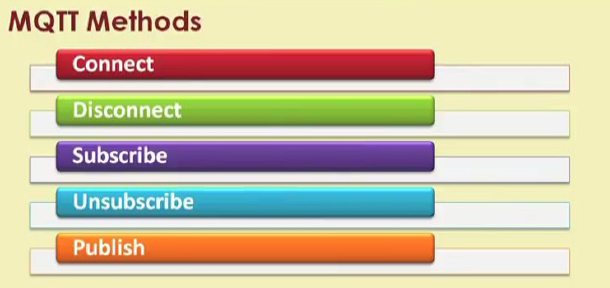 MQTT Methods
Connect
Disconnect
Subscribe
Unsubscribe
Publish